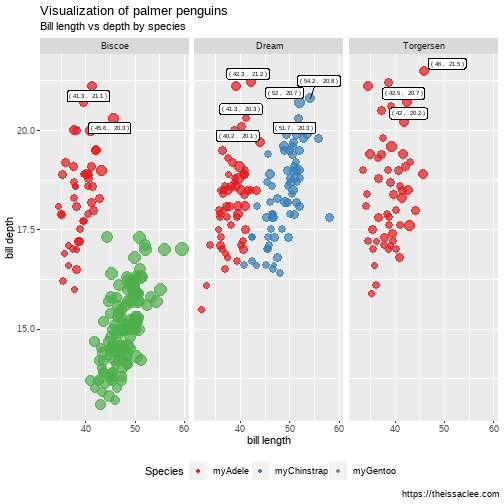 Visualization of palmer penguins
Bill length vs depth by species
Biscoe
Dream
Torgersen
( 41.3 , 21.1 )
( 45.6 , 20.3 )
( 42.3 , 21.2 )
( 54.2 , 20.8 )
( 52 , 20.7 )
( 41.3 , 20.3 )
( 40.2 , 20.1 )
( 51.7 , 20.3 )
( 46 , 21.5 )
( 42.5 , 20.7 )
( 42 , 20.2 )
bill depth
20.0
17.5
15.0
40 50 60
40 50 60
40 50 60
bill length
Species myAdele myChinstrap myGentoo
https://theissaclee.com